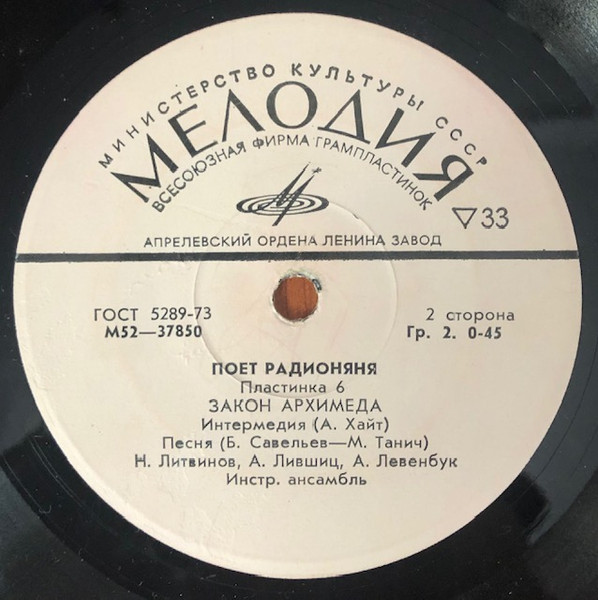 МИНИСТЕРСТВО КУЛЬТУРЫ СССР
МЕЛОДИЯ
ВСЕСОЮЗНАЯ ФИРМА ГРАМПЛАСТИНОК
33
АПРЕЛЕВСКИЙ ОРДЕНА ЛЕНИНА ЗАВОД
ГОСТ 5289-73
М52—37850
2 сторона
Гр. 2. 0-45
ПОЕТ РАДИОНЯНЯ
Пластинка 6
ЗАКОН АРХИМЕДА
Интермедия (А. Хайт)
Песня (Б. Савельев—М. Танич)
Н. Литвинов, А. Лившиц, А. Левенбук
Инстр. ансамбль